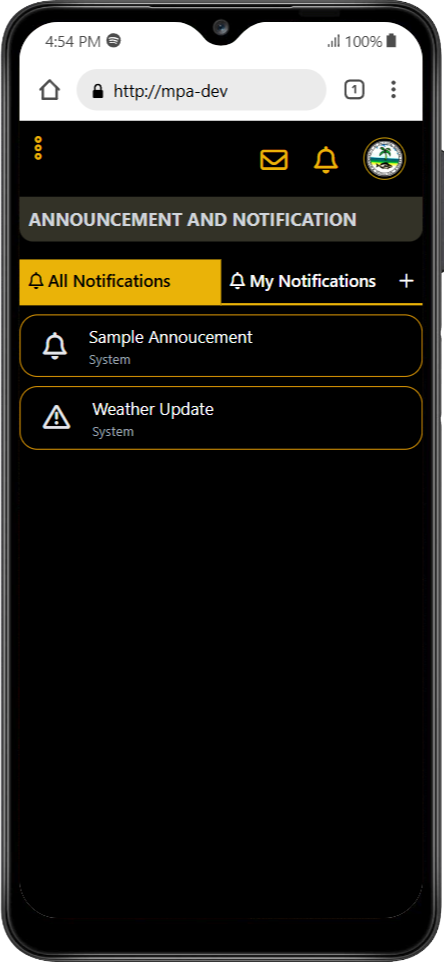 4:54 PM 100%
http://mpa-dev 1
ANNOUNCEMENT AND NOTIFICATION
All Notifications My Notifications +
Sample Annoucement
System
Weather Update
System